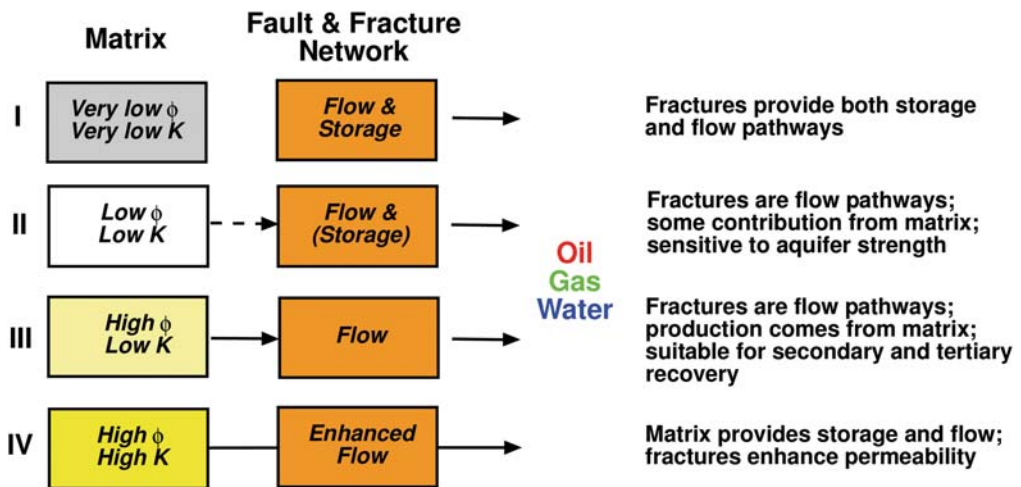 Matrix
Fault & Fracture
Network
I
Very low ϕ
Very low K
Flow &
Storage
Fractures provide both storage
and flow pathways
II
Low ϕ
Low K
Flow &
(Storage)
Fractures are flow pathways;
some contribution from matrix;
sensitive to aquifer strength
Oil
Gas
Water
III
High ϕ
Low K
Flow
Fractures are flow pathways;
production comes from matrix;
suitable for secondary and tertiary
recovery
IV
High ϕ
High K
Enhanced
Flow
Matrix provides storage and flow;
fractures enhance permeability